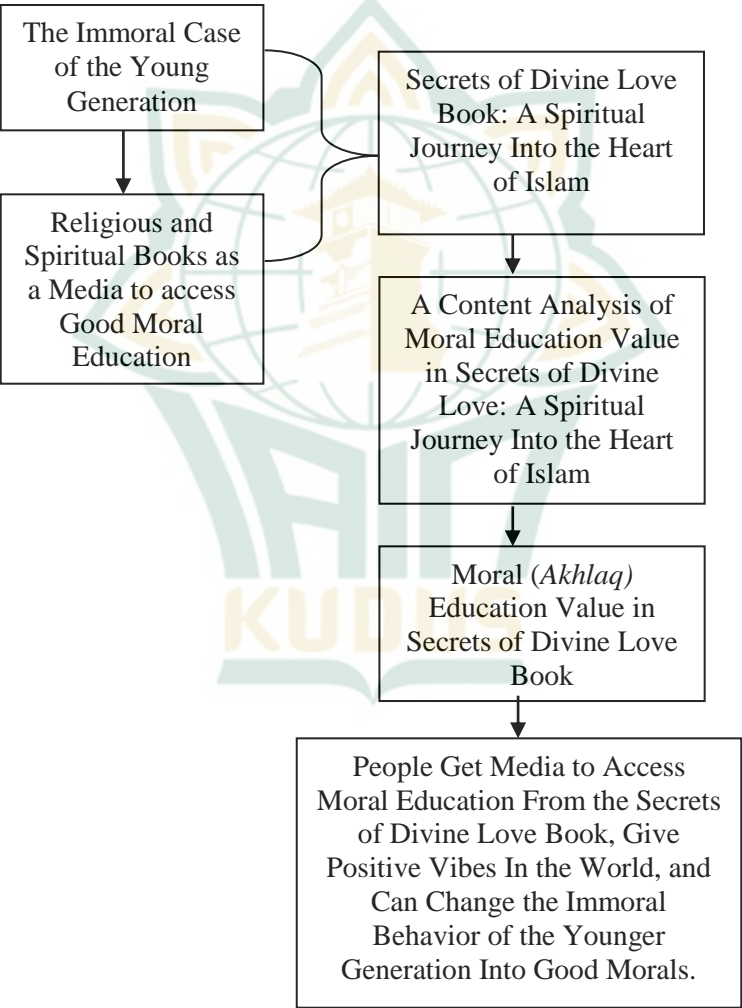 The Immoral Case
of the Young
Generation
Religious and
Spiritual Books as
a Media to access
Good Moral
Education
Secrets of Divine Love
Book: A Spiritual
Journey Into the Heart
of Islam
A Content Analysis of
Moral Education Value
in Secrets of Divine
Love: A Spiritual
Journey Into the Heart
of Islam
Moral (Akhlaq)
Education Value in
Secrets of Divine Love
Book
People Get Media to Access
Moral Education From the Secrets
of Divine Love Book, Give
Positive Vibes In the World, and
Can Change the Immoral
Behavior of the Younger
Generation Into Good Morals.
IAIN
KUDUS